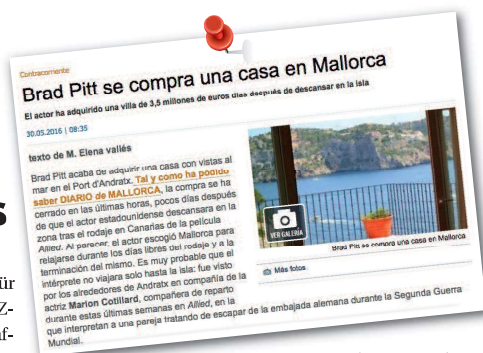 Contracorriente
Brad Pitt se compra una casa en Mallorca
El actor ha adquirido una villa de 3,5 millones de euros días después de descansar en la isla
30.05.2016 | 08:35
texto de M. Elena vallés
Brad Pitt acaba de adquirir una casa con vistas al
mar en el Port d'Andratx. Tal y como ha podido
saber DIARIO de MALLORCA, la compra se ha
cerrado en las últimas horas, pocos días después
de que el actor estadounidense descansara en la
zona tras el rodaje en Canarias de la película
Allied. Al parecer, el actor escogió Mallorca para
relajarse durante los días libres del rodaje y a la
terminación del mismo. Es muy probable que el
intérprete no viajara solo hasta la isla: fue visto
por los alrededores de Andratx en compañía de la
actriz Marion Cotillard, compañera de reparto
durante estas últimas semanas en Allied, en la
que interpretan a una pareja tratando de escapar de la embajada alemana durante la Segunda Guerra
Mundial.
VER GALERÍA
Brad Pitt se compra una casa en Mallorca
Más fotos
s
ür
Z-
f-